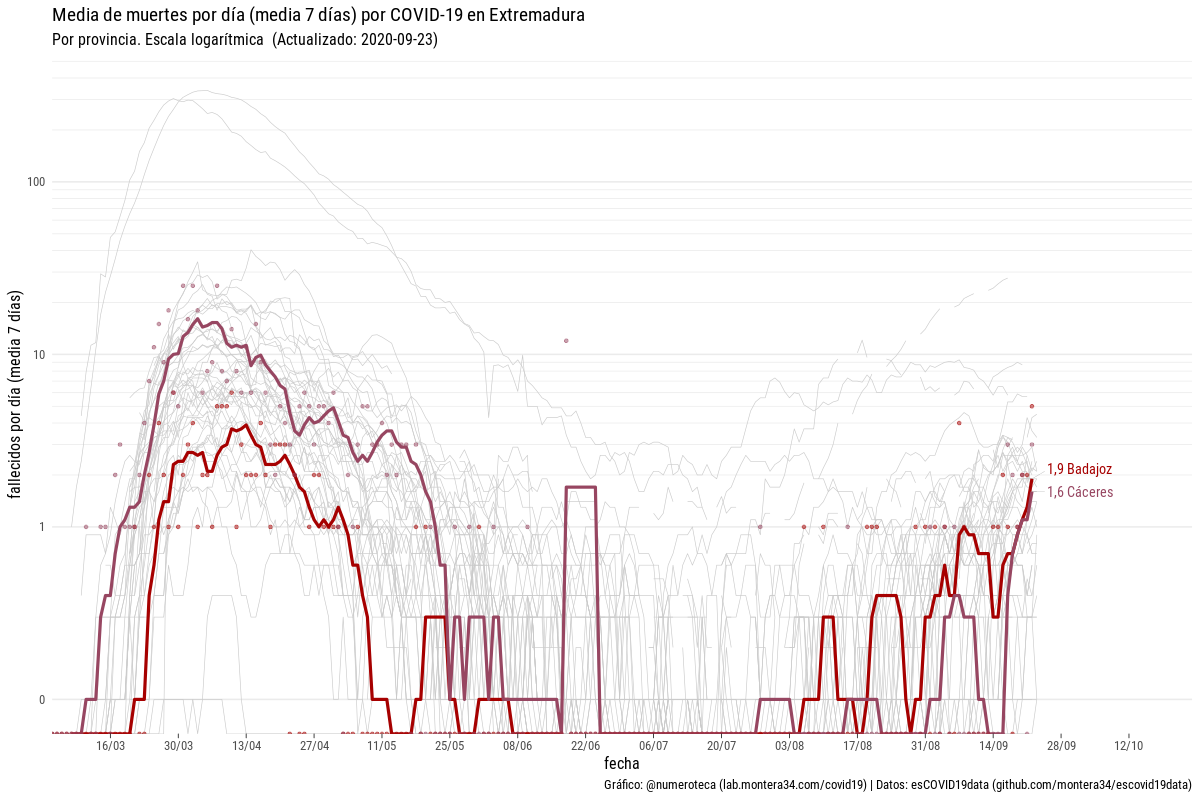 Media de muertes por día (media 7 días) por COVID-19 en Extremadura
Por provincia. Escala logarítmica  (Actualizado: 2020-09-23)
fallecidos por día (media 7 días)
100
10
1
0
1,9 Badajoz
1,6 Cáceres
16/03 30/03 13/04 27/04 11/05 25/05 08/06 22/06 06/07 20/07 03/08 17/08 31/08 14/09 28/09 12/10
fecha
Gráfico: @numeroteca (lab.montera34.com/covid19) | Datos: esCOVID19data (github.com/montera34/escovid19data)